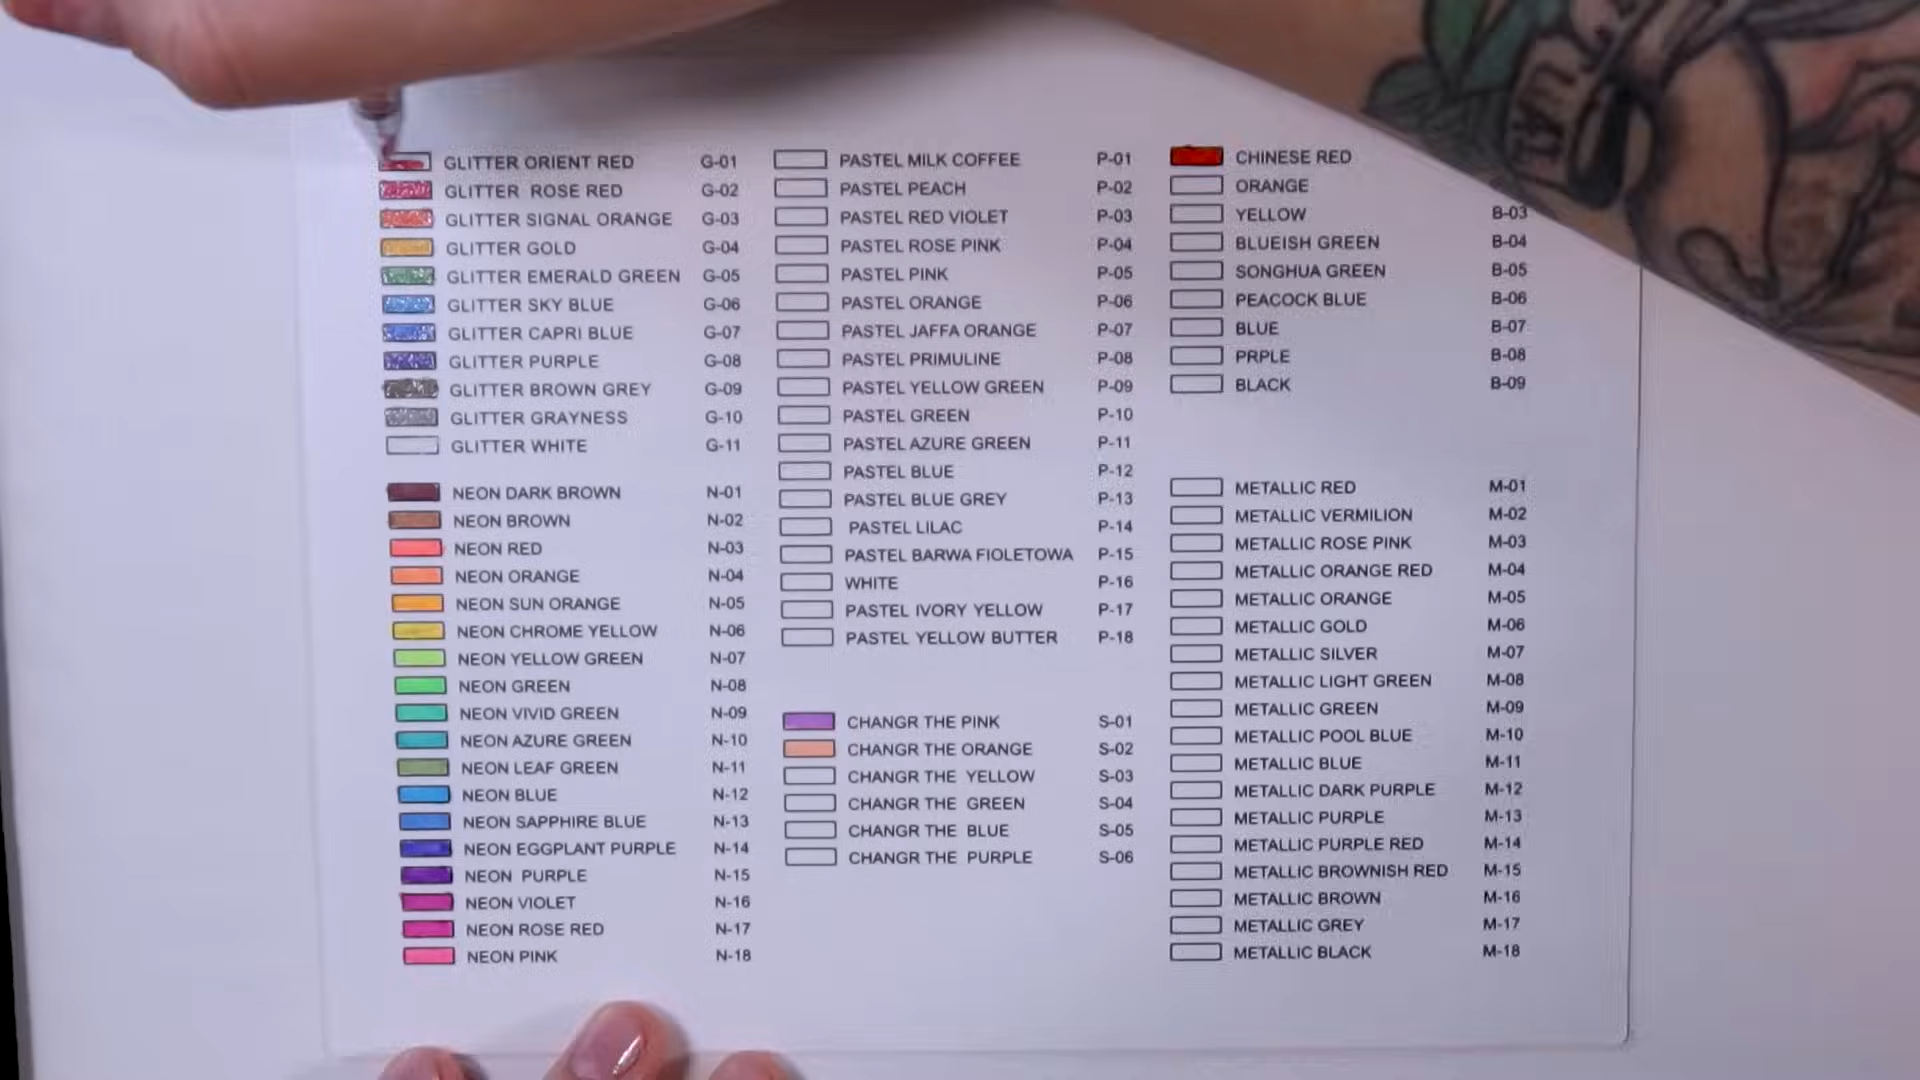 GLITTER ORIENT RED G-01
GLITTER ROSE RED G-02
GLITTER SIGNAL ORANGE G-03
GLITTER GOLD G-04
GLITTER EMERALD GREEN G-05
GLITTER SKY BLUE G-06
GLITTER CAPRI BLUE G-07
GLITTER PURPLE G-08
GLITTER BROWN GREY G-09
GLITTER GRAYNESS G-10
GLITTER WHITE G-11
NEON DARK BROWN N-01
NEON BROWN N-02
NEON RED N-03
NEON ORANGE N-04
NEON SUN ORANGE N-05
NEON CHROME YELLOW N-06
NEON YELLOW GREEN N-07
NEON GREEN N-08
NEON VIVID GREEN N-09
NEON AZURE GREEN N-10
NEON LEAF GREEN N-11
NEON BLUE N-12
NEON SAPPHIRE BLUE N-13
NEON EGGPLANT PURPLE N-14
NEON PURPLE N-15
NEON VIOLET N-16
NEON ROSE RED N-17
NEON PINK N-18
PASTEL MILK COFFEE P-01
PASTEL PEACH P-02
PASTEL RED VIOLET P-03
PASTEL ROSE PINK P-04
PASTEL PINK P-05
PASTEL ORANGE P-06
PASTEL JAFFA ORANGE P-07
PASTEL PRIMULINE P-08
PASTEL YELLOW GREEN P-09
PASTEL GREEN P-10
PASTEL AZURE GREEN P-11
PASTEL BLUE P-12
PASTEL BLUE GREY P-13
PASTEL LILAC P-14
PASTEL BARWA FIOLETOWA P-15
WHITE P-16
PASTEL IVORY YELLOW P-17
PASTEL YELLOW BUTTER P-18
CHANGR THE PINK S-01
CHANGR THE ORANGE S-02
CHANGR THE YELLOW S-03
CHANGR THE GREEN S-04
CHANGR THE BLUE S-05
CHANGR THE PURPLE S-06
CHINESE RED
ORANGE
YELLOW B-03
BLUEISH GREEN B-04
SONGHUA GREEN B-05
PEACOCK BLUE B-06
BLUE B-07
PRPLE B-08
BLACK B-09
METALLIC RED M-01
METALLIC VERMILION M-02
METALLIC ROSE PINK M-03
METALLIC ORANGE RED M-04
METALLIC ORANGE M-05
METALLIC GOLD M-06
METALLIC SILVER M-07
METALLIC LIGHT GREEN M-08
METALLIC GREEN M-09
METALLIC POOL BLUE M-10
METALLIC BLUE M-11
METALLIC DARK PURPLE M-12
METALLIC PURPLE M-13
METALLIC PURPLE RED M-14
METALLIC BROWNISH RED M-15
METALLIC BROWN M-16
METALLIC GREY M-17
METALLIC BLACK M-18